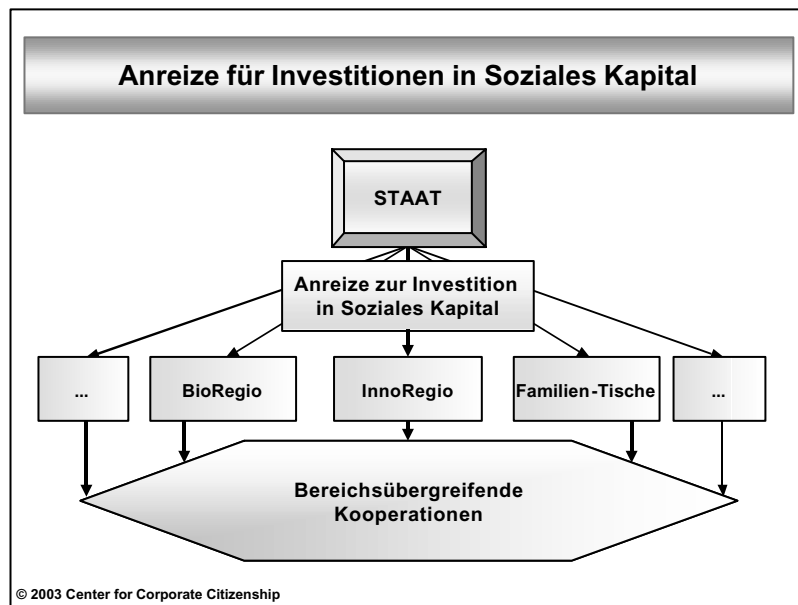 Anreize für Investitionen in Soziales Kapital
STAAT
Anreize zur Investition
in Soziales Kapital
...
BioRegio
InnoRegio
Familien-Tische
...
Bereichsübergreifende
Kooperationen
© 2003 Center for Corporate Citizenship